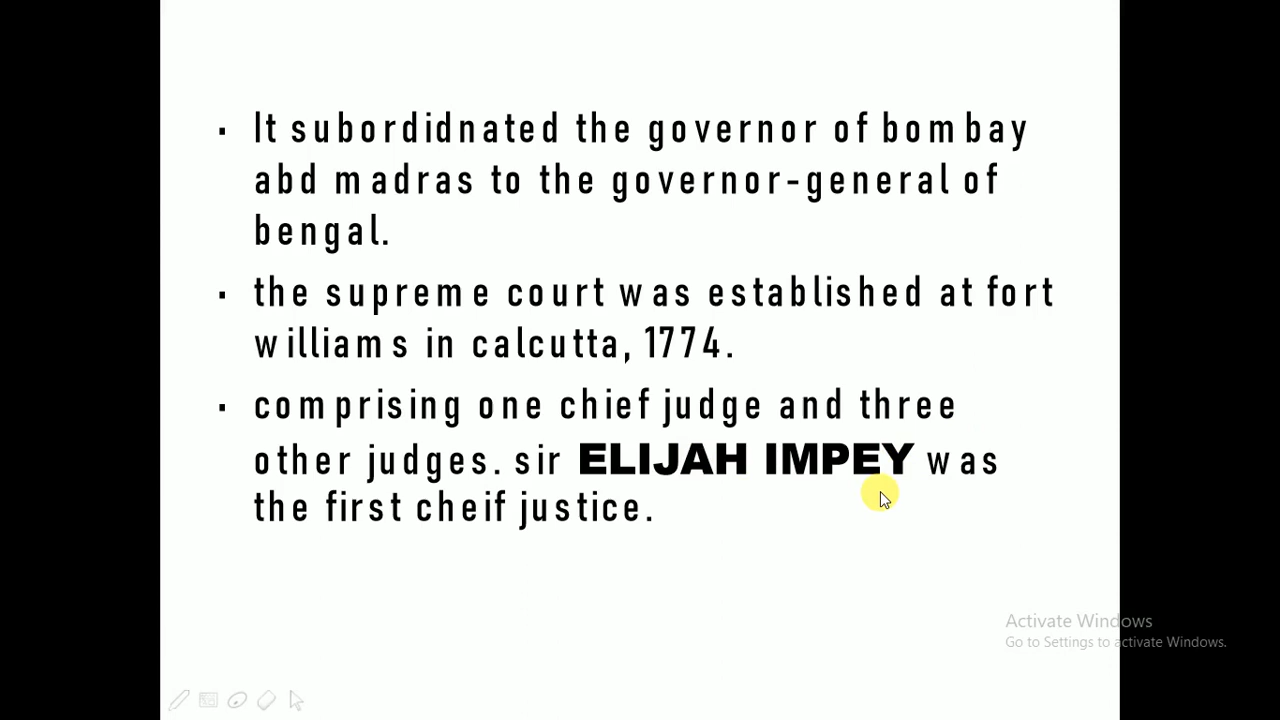 ▪ It subordidnated the governor of bombay
abd madras to the governor-general of
bengal.
▪ the supreme court was established at fort
williams in calcutta, 1774.
▪ comprising one chief judge and three
other judges. sir ELIJAH IMPEY was
the first cheif justice.
Activate Windows
Go to Settings to activate Windows.